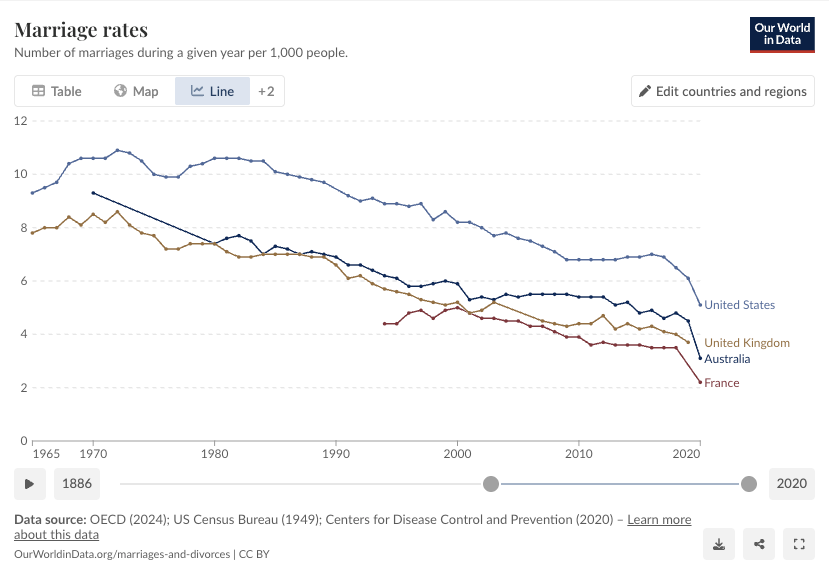 Marriage rates
Number of marriages during a given year per 1,000 people.
Our World
in Data
Table
Map
Line
+2
Edit countries and regions
12
10
8
6
4
2
0
United States
United Kingdom
Australia
France
1965
1970
1980
1990
2000
2010
2020
1886
2020
Data source: OECD (2024); US Census Bureau (1949); Centers for Disease Control and Prevention (2020) – Learn more
about this data
OurWorldinData.org/marriages-and-divorces | CC BY